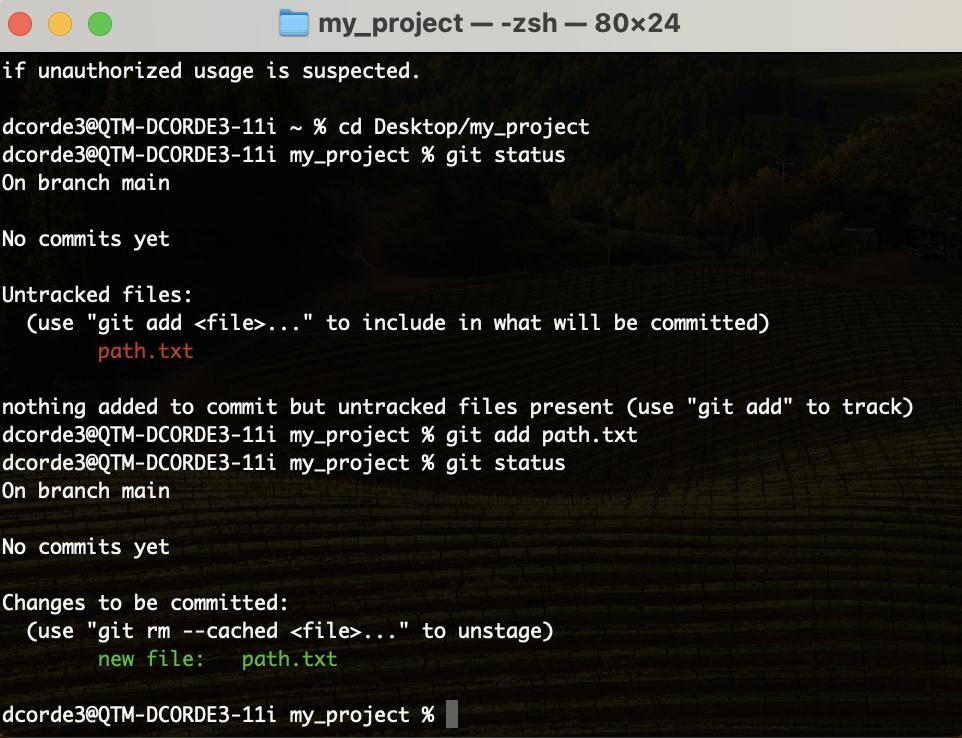 my_project — -zsh — 80×24
if unauthorized usage is suspected.
dcorde3@QTM-DCORDE3-11i ~ % cd Desktop/my_project
dcorde3@QTM-DCORDE3-11i my_project % git status
On branch main
No commits yet
Untracked files:
  (use "git add <file>..." to include in what will be committed)
        path.txt
nothing added to commit but untracked files present (use "git add" to track)
dcorde3@QTM-DCORDE3-11i my_project % git add path.txt
dcorde3@QTM-DCORDE3-11i my_project % git status
On branch main
No commits yet
Changes to be committed:
  (use "git rm --cached <file>..." to unstage)
        new file:   path.txt
dcorde3@QTM-DCORDE3-11i my_project %